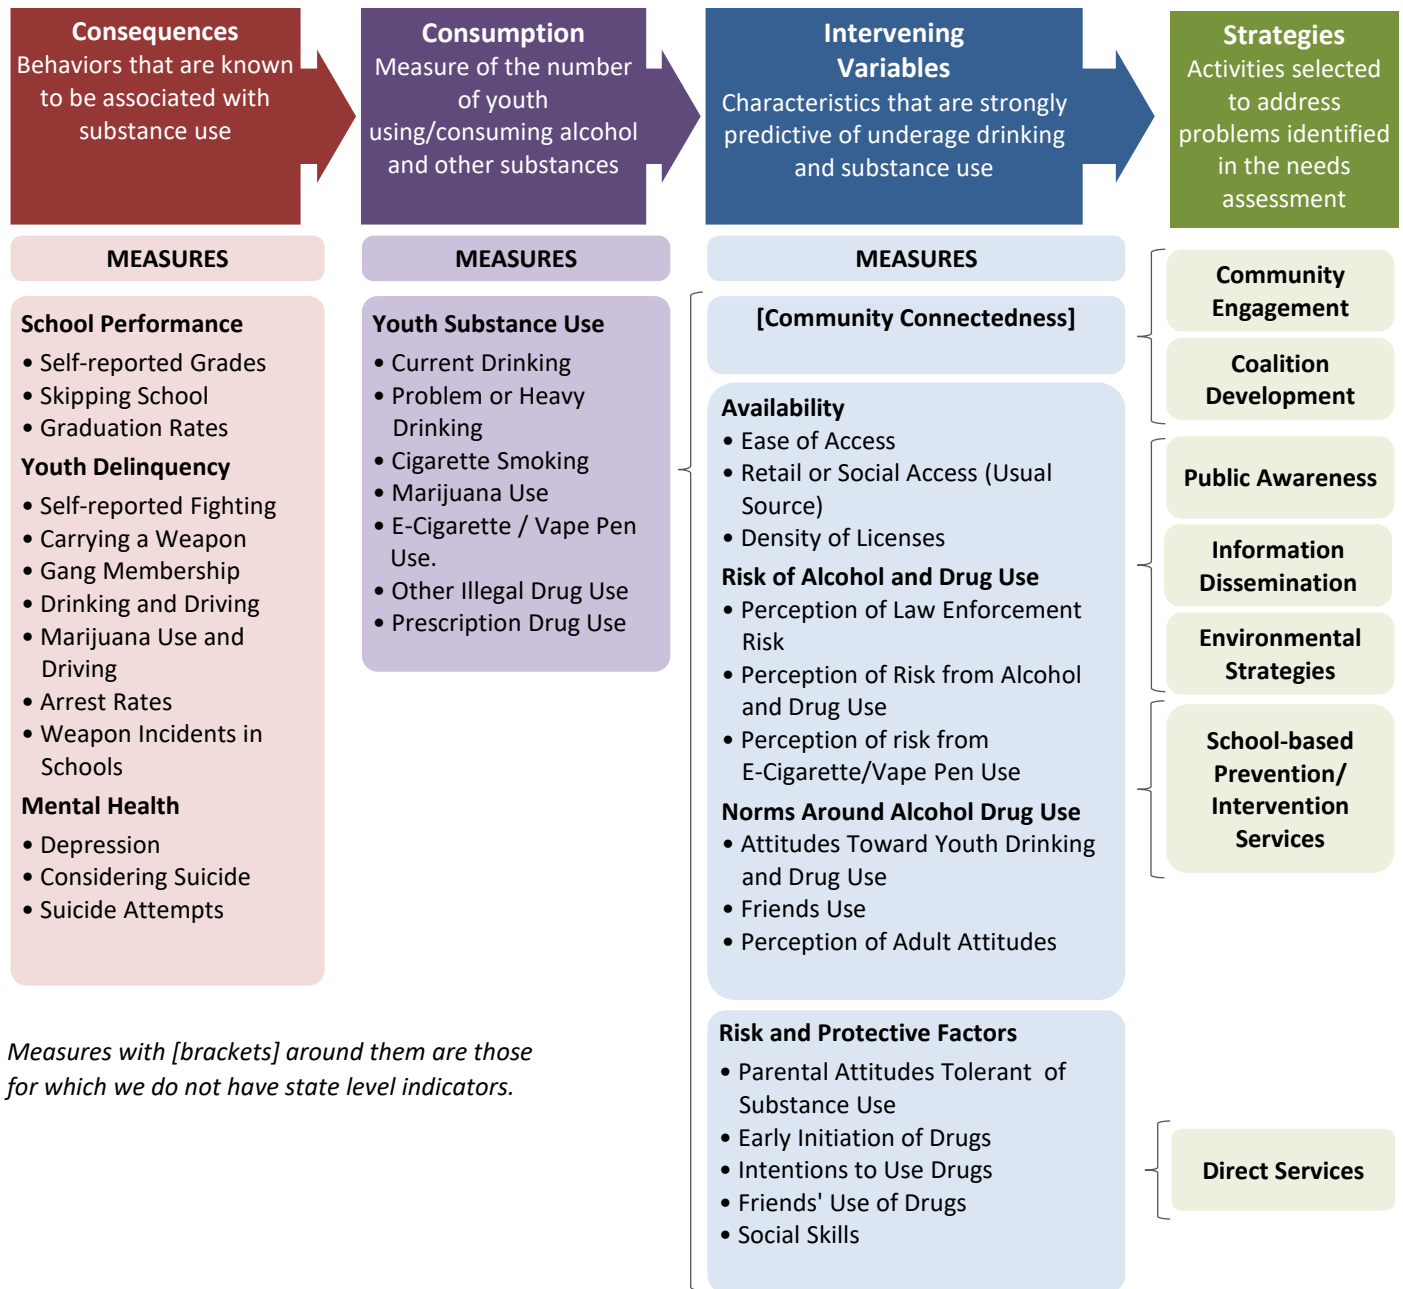 Consequences
Behaviors that are known
to be associated with
substance use
Consumption
Measure of the number
of youth
using/consuming alcohol
and other substances
Intervening
Variables
Characteristics that are strongly
predictive of underage drinking
and substance use
Strategies
Activities selected
to address
problems identified
in the needs
assessment
MEASURES
School Performance
• Self-reported Grades
• Skipping School
• Graduation Rates
Youth Delinquency
• Self-reported Fighting
• Carrying a Weapon
• Gang Membership
• Drinking and Driving
• Marijuana Use and
Driving
• Arrest Rates
• Weapon Incidents in
Schools
Mental Health
• Depression
• Considering Suicide
• Suicide Attempts
MEASURES
Youth Substance Use
• Current Drinking
• Problem or Heavy
Drinking
• Cigarette Smoking
• Marijuana Use
• E-Cigarette / Vape Pen
Use.
• Other Illegal Drug Use
• Prescription Drug Use
MEASURES
[Community Connectedness]
Availability
• Ease of Access
• Retail or Social Access (Usual
Source)
• Density of Licenses
Risk of Alcohol and Drug Use
• Perception of Law Enforcement
Risk
• Perception of Risk from Alcohol
and Drug Use
• Perception of risk from
E-Cigarette/Vape Pen Use
Norms Around Alcohol Drug Use
• Attitudes Toward Youth Drinking
and Drug Use
• Friends Use
• Perception of Adult Attitudes
Risk and Protective Factors
• Parental Attitudes Tolerant of
Substance Use
• Early Initiation of Drugs
• Intentions to Use Drugs
• Friends' Use of Drugs
• Social Skills
Community
Engagement
Coalition
Development
Public Awareness
Information
Dissemination
Environmental
Strategies
School-based
Prevention/
Intervention
Services
Direct Services
Measures with [brackets] around them are those
for which we do not have state level indicators.